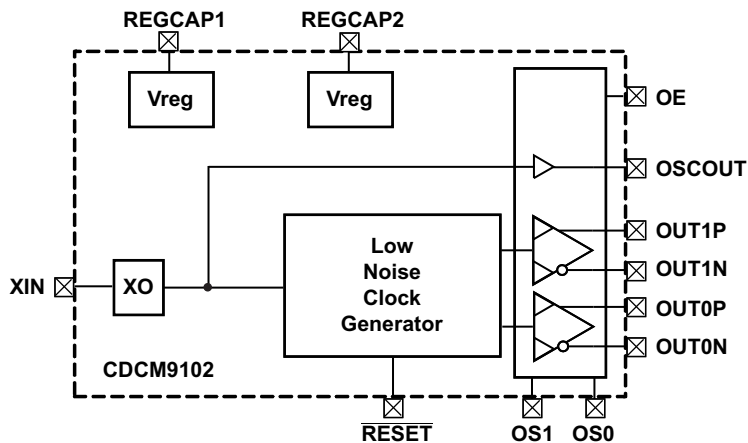 REGCAP1
REGCAP2
Vreg
Vreg
OE
OSCOUT
OUT1P
OUT1N
OUT0P
OUT0N
XIN
XO
Low
Noise
Clock
Generator
CDCM9102
RESET
OS1
OS0